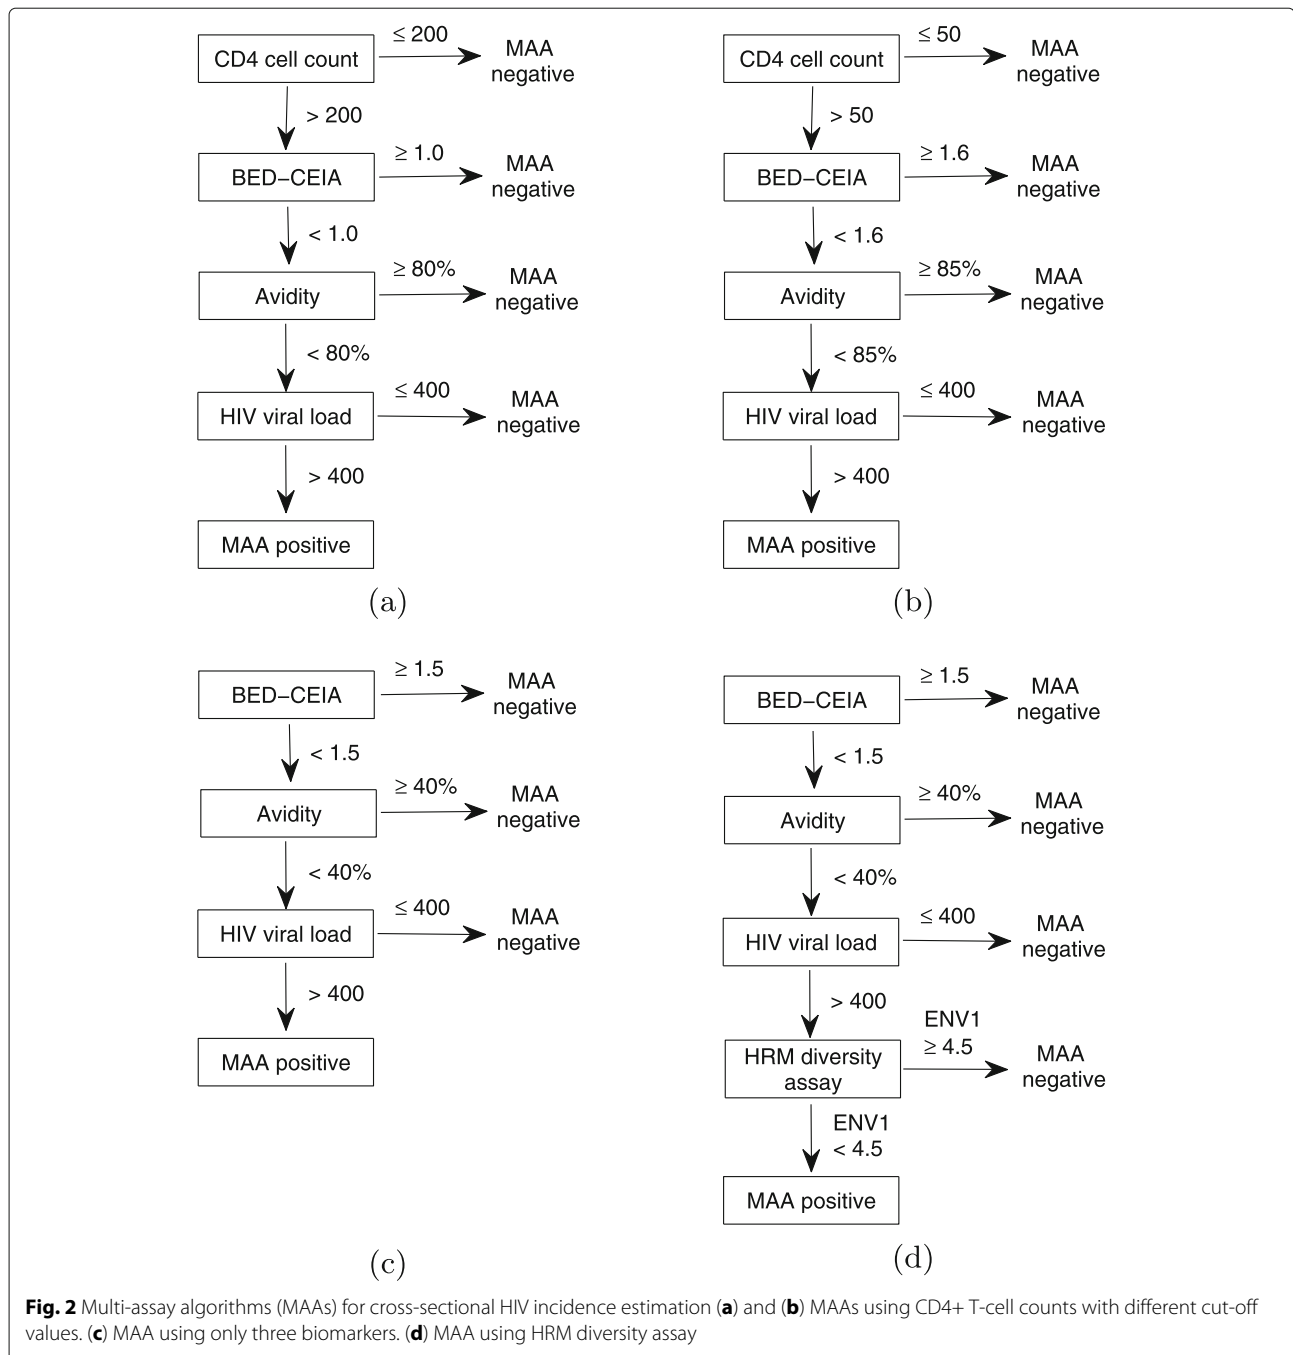 CD4 cell count
≤ 200
MAA
negative
> 200
BED−CEIA
≥ 1.0
MAA
negative
< 1.0
Avidity
≥ 80%
MAA
negative
< 80%
HIV viral load
≤ 400
MAA
negative
> 400
MAA positive
(a)
CD4 cell count
≤ 50
MAA
negative
> 50
BED−CEIA
≥ 1.6
MAA
negative
< 1.6
Avidity
≥ 85%
MAA
negative
< 85%
HIV viral load
≤ 400
MAA
negative
> 400
MAA positive
(b)
BED−CEIA
≥ 1.5
MAA
negative
< 1.5
Avidity
≥ 40%
MAA
negative
< 40%
HIV viral load
≤ 400
MAA
negative
> 400
MAA positive
(c)
BED−CEIA
≥ 1.5
MAA
negative
< 1.5
Avidity
≥ 40%
MAA
negative
< 40%
HIV viral load
≤ 400
MAA
negative
> 400
HRM diversity
assay
ENV1
≥ 4.5
MAA
negative
ENV1
< 4.5
MAA positive
(d)
Fig. 2 Multi-assay algorithms (MAAs) for cross-sectional HIV incidence estimation (a) and (b) MAAs using CD4+ T-cell counts with different cut-off
values. (c) MAA using only three biomarkers. (d) MAA using HRM diversity assay